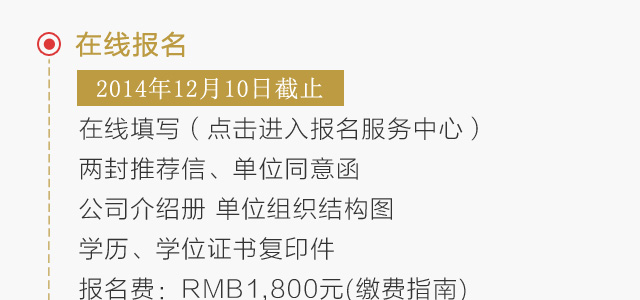 在线报名
2014年12月10日截止
在线填写（点击进入报名服务中心）
两封推荐信、单位同意函
公司介绍册 单位组织结构图
学历、学位证书复印件
报名费：RMB1,800元(缴费指南)